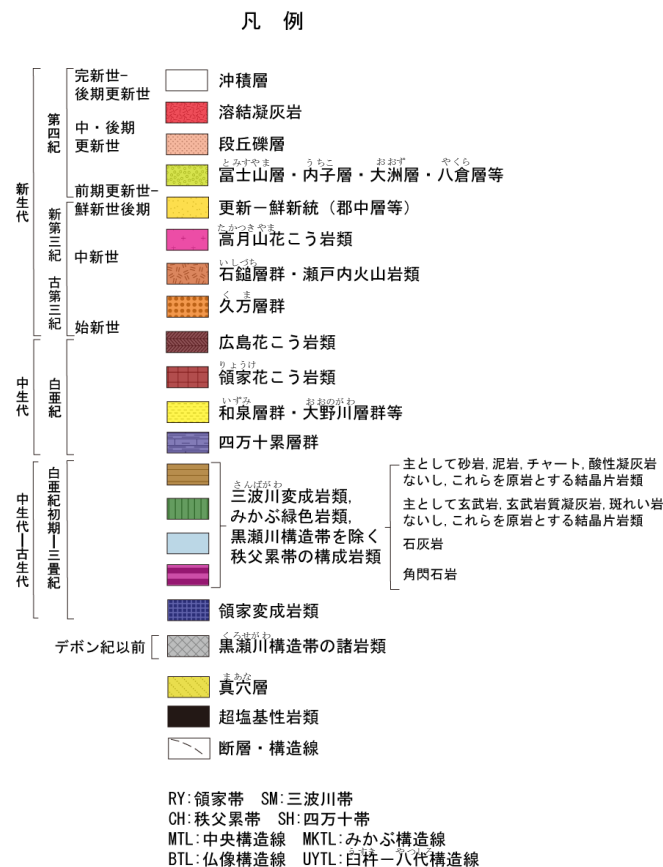 凡 例
新生代
第四紀
新第三紀
古第三紀
完新世−
後期更新世
中・後期
更新世
前期更新世−
鮮新世後期
中新世
始新世
沖積層
溶結凝灰岩
段丘礫層
とみすやま うちこ おおず やくら
富士山層・内子層・大洲層・八倉層等
更新−鮮新統（郡中層等）
たかつきやま
高月山花こう岩類
いしづち
石鎚層群・瀬戸内火山岩類
くま
久万層群
中生代
白亜紀
広島花こう岩類
りょうけ
領家花こう岩類
いずみ おおのがわ
和泉層群・大野川層群等
四万十累層群
中生代―古生代
白亜紀初期―三畳紀
さんばがわ
三波川変成岩類,
みかぶ緑色岩類,
黒瀬川構造帯を除く
秩父累帯の構成岩類
主として砂岩, 泥岩, チャート, 酸性凝灰岩
ないし, これらを原岩とする結晶片岩類
主として玄武岩, 玄武岩質凝灰岩, 斑れい岩
ないし, これらを原岩とする結晶片岩類
石灰岩
角閃石岩
領家変成岩類
デボン紀以前
くろせがわ
黒瀬川構造帯の諸岩類
まあな
真穴層
超塩基性岩類
断層・構造線
RY:領家帯 SM:三波川帯
CH:秩父累帯 SH:四万十帯
MTL:中央構造線 MKTL:みかぶ構造線
うすき やつしろ
BTL:仏像構造線 UYTL:臼杵−八代構造線